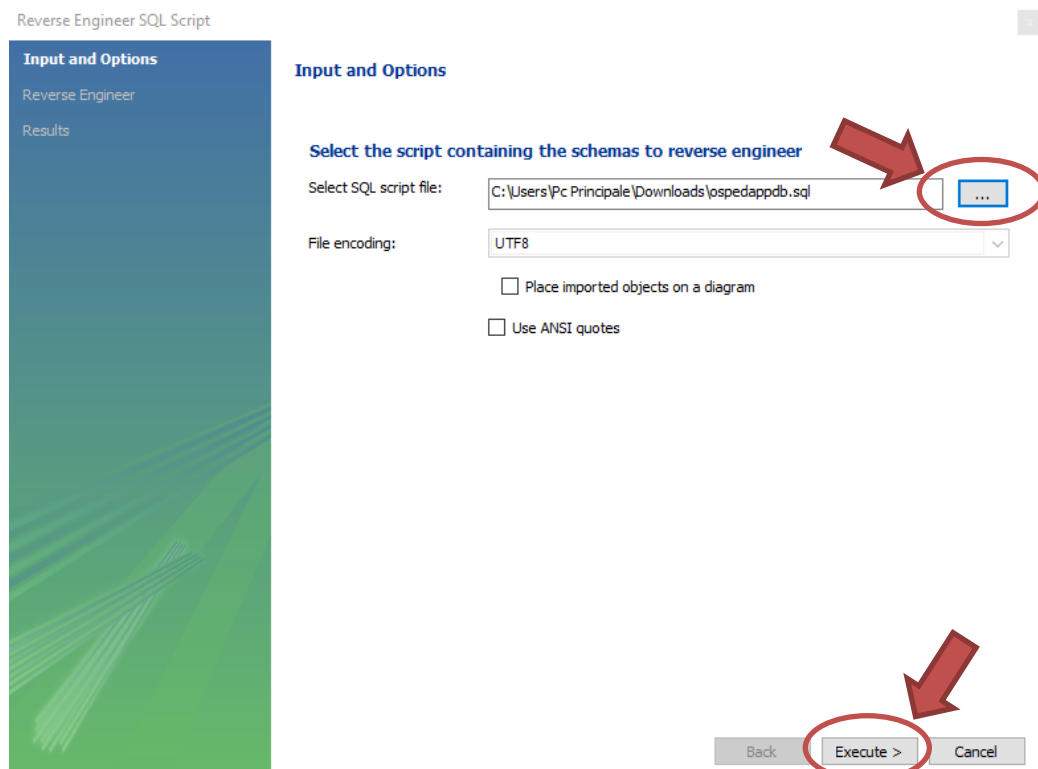 Reverse Engineer SQL Script
Input and Options
Reverse Engineer
Results
Input and Options
Select the script containing the schemas to reverse engineer
Select SQL script file:
C:\Users\Pc Principale\Downloads\ospedappdb.sql
...
File encoding:
UTF8
Place imported objects on a diagram
Use ANSI quotes
Back
Execute >
Cancel